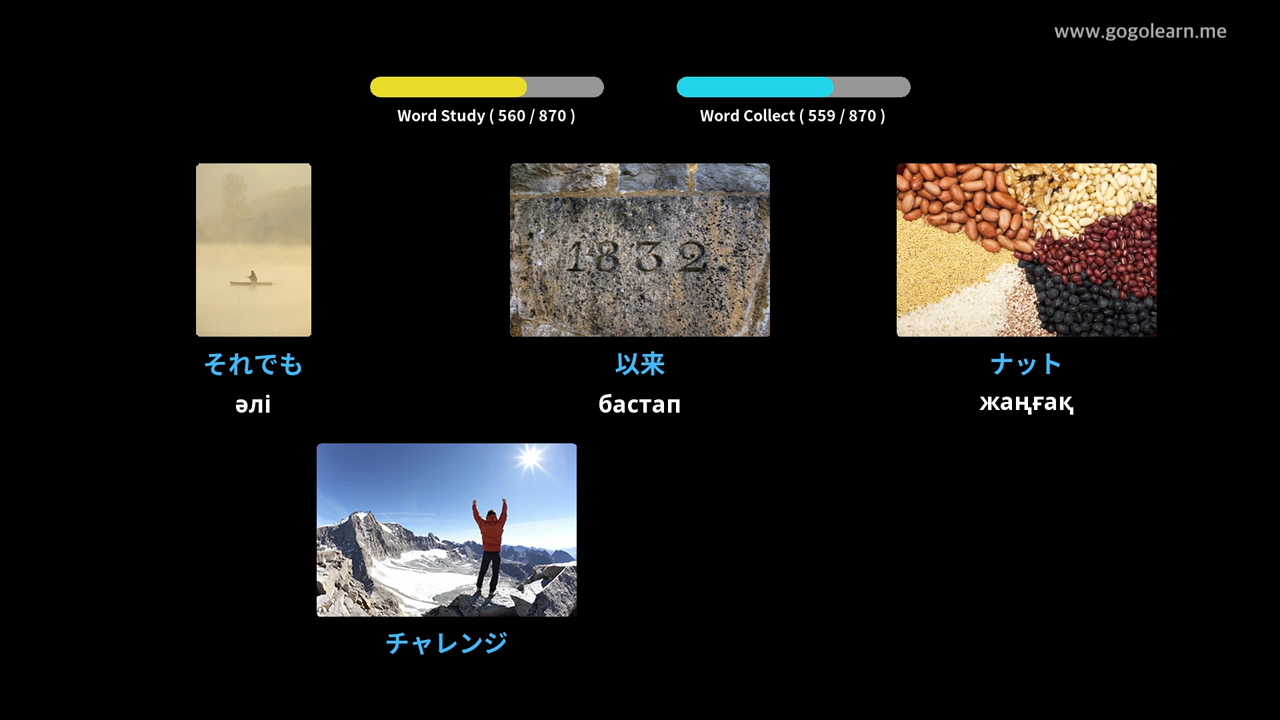 www.gogolearn.me
Word Study ( 560 / 870 )
Word Collect ( 559 / 870 )
1832.
それでも
以来
ナット
әлі
бастап
жаңғақ
チャレンジ